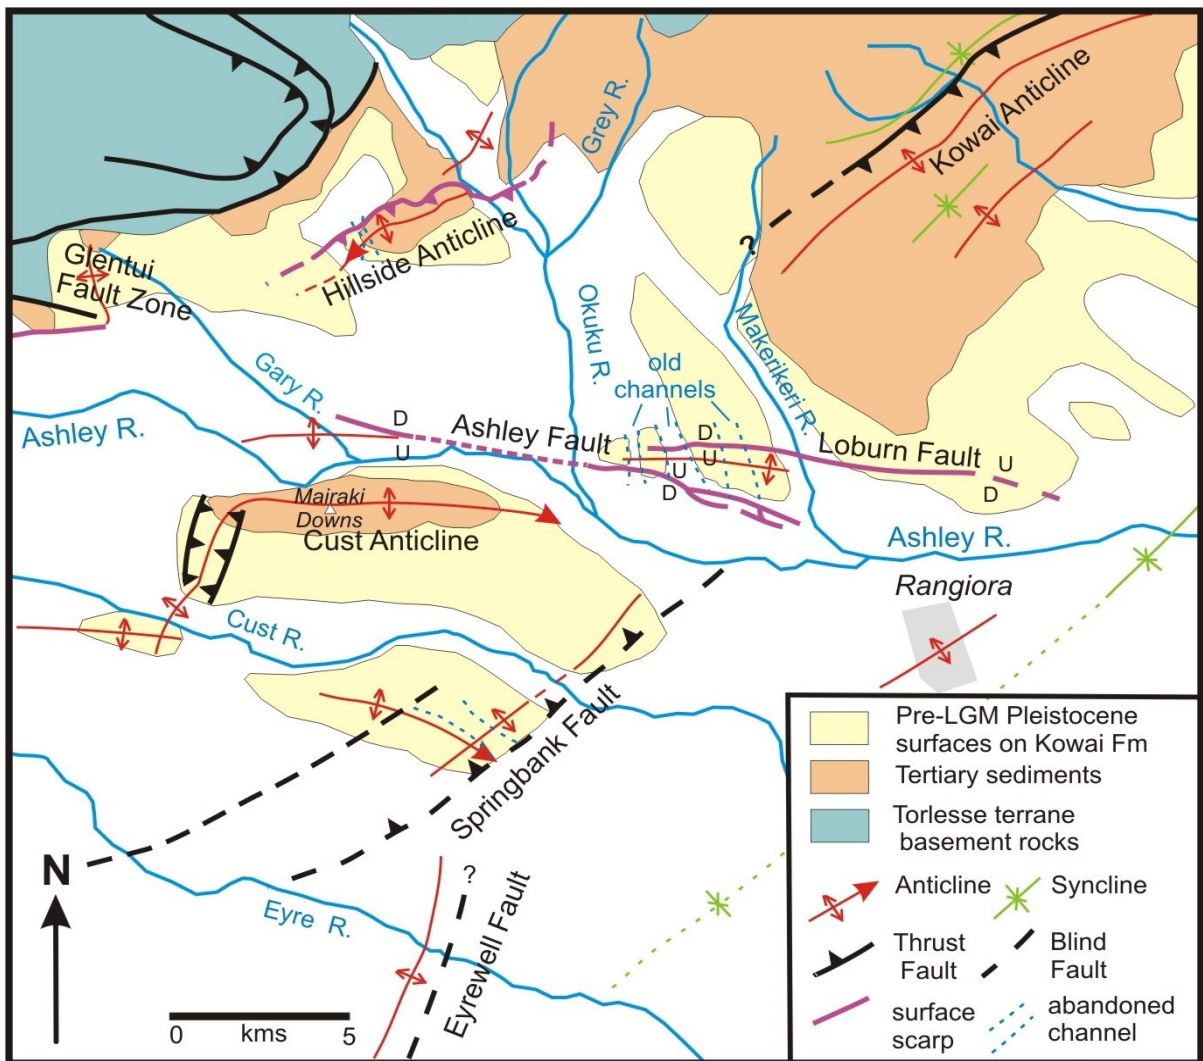 Grey R.
Kowai Anticline
Glentui
Fault Zone
Hillside Anticline
?
Okuku R.
Makerikeri R.
old
channels
Gary R.
Ashley R.
D
U
Ashley Fault
D
U
U
D
Loburn Fault
U
D
Mairaki
Downs
Cust Anticline
Ashley R.
Rangiora
Cust R.
Springbank Fault
N
Eyre R.
?
Eyrewell Fault
0
kms
5
Pre-LGM Pleistocene
surfaces on Kowai Fm
Tertiary sediments
Torlesse terrane
basement rocks
Anticline
Syncline
Thrust
Fault
Blind
Fault
surface
scarp
abandoned
channel